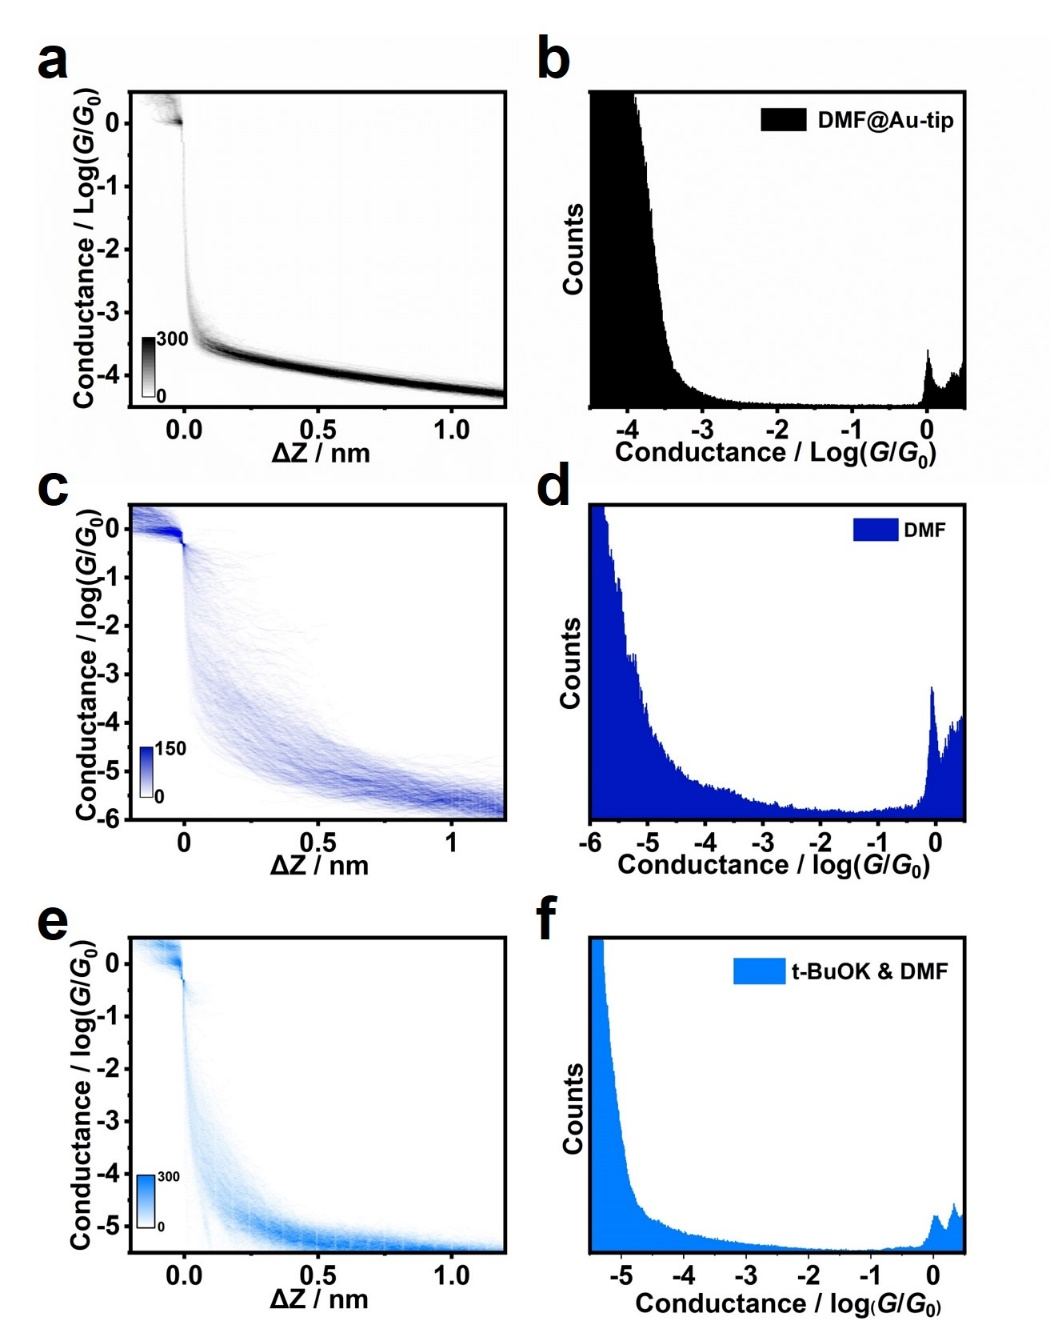 a
Conductance / Log(G/G0)
0
-1
-2
-3
-4
300
0
0.0 0.5 1.0
ΔZ / nm
b
Counts
DMF@Au-tip
-4 -3 -2 -1 0
Conductance / Log(G/G0)
c
Conductance / log(G/G0)
0
-1
-2
-3
-4
-5
-6
150
0
0 0.5 1
ΔZ / nm
d
Counts
DMF
-6 -5 -4 -3 -2 -1 0
Conductance / log(G/G0)
e
Conductance / log(G/G0)
0
-1
-2
-3
-4
-5
300
0
0.0 0.5 1.0
ΔZ / nm
f
Counts
t-BuOK & DMF
-5 -4 -3 -2 -1 0
Conductance / log(G/G0)